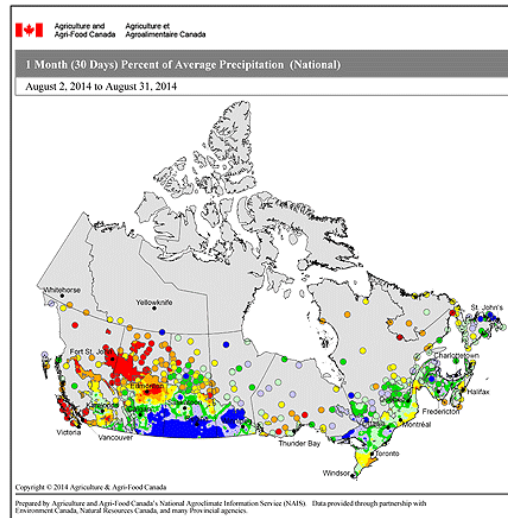 Agriculture and Agriculture et
Agri-Food Canada Agroalimentaire Canada
1 Month (30 Days) Percent of Average Precipitation (National)
August 2, 2014 to August 31, 2014
Whitehorse
Yellowknife
St. John's
Fort St. John
Charlottetown
Edmonton
Halifax
Kamloops
Calgary
Saskatoon
Fredericton
Montréal
Victoria
Vancouver
Thunder Bay
Toronto
Windsor
Copyright © 2014 Agriculture & Agri-Food Canada
Prepared by Agriculture and Agri-Food Canada's National Agroclimate Information Service (NAIS). Data provided through partnership with
Environment Canada, Natural Resources Canada, and many Provincial agencies.